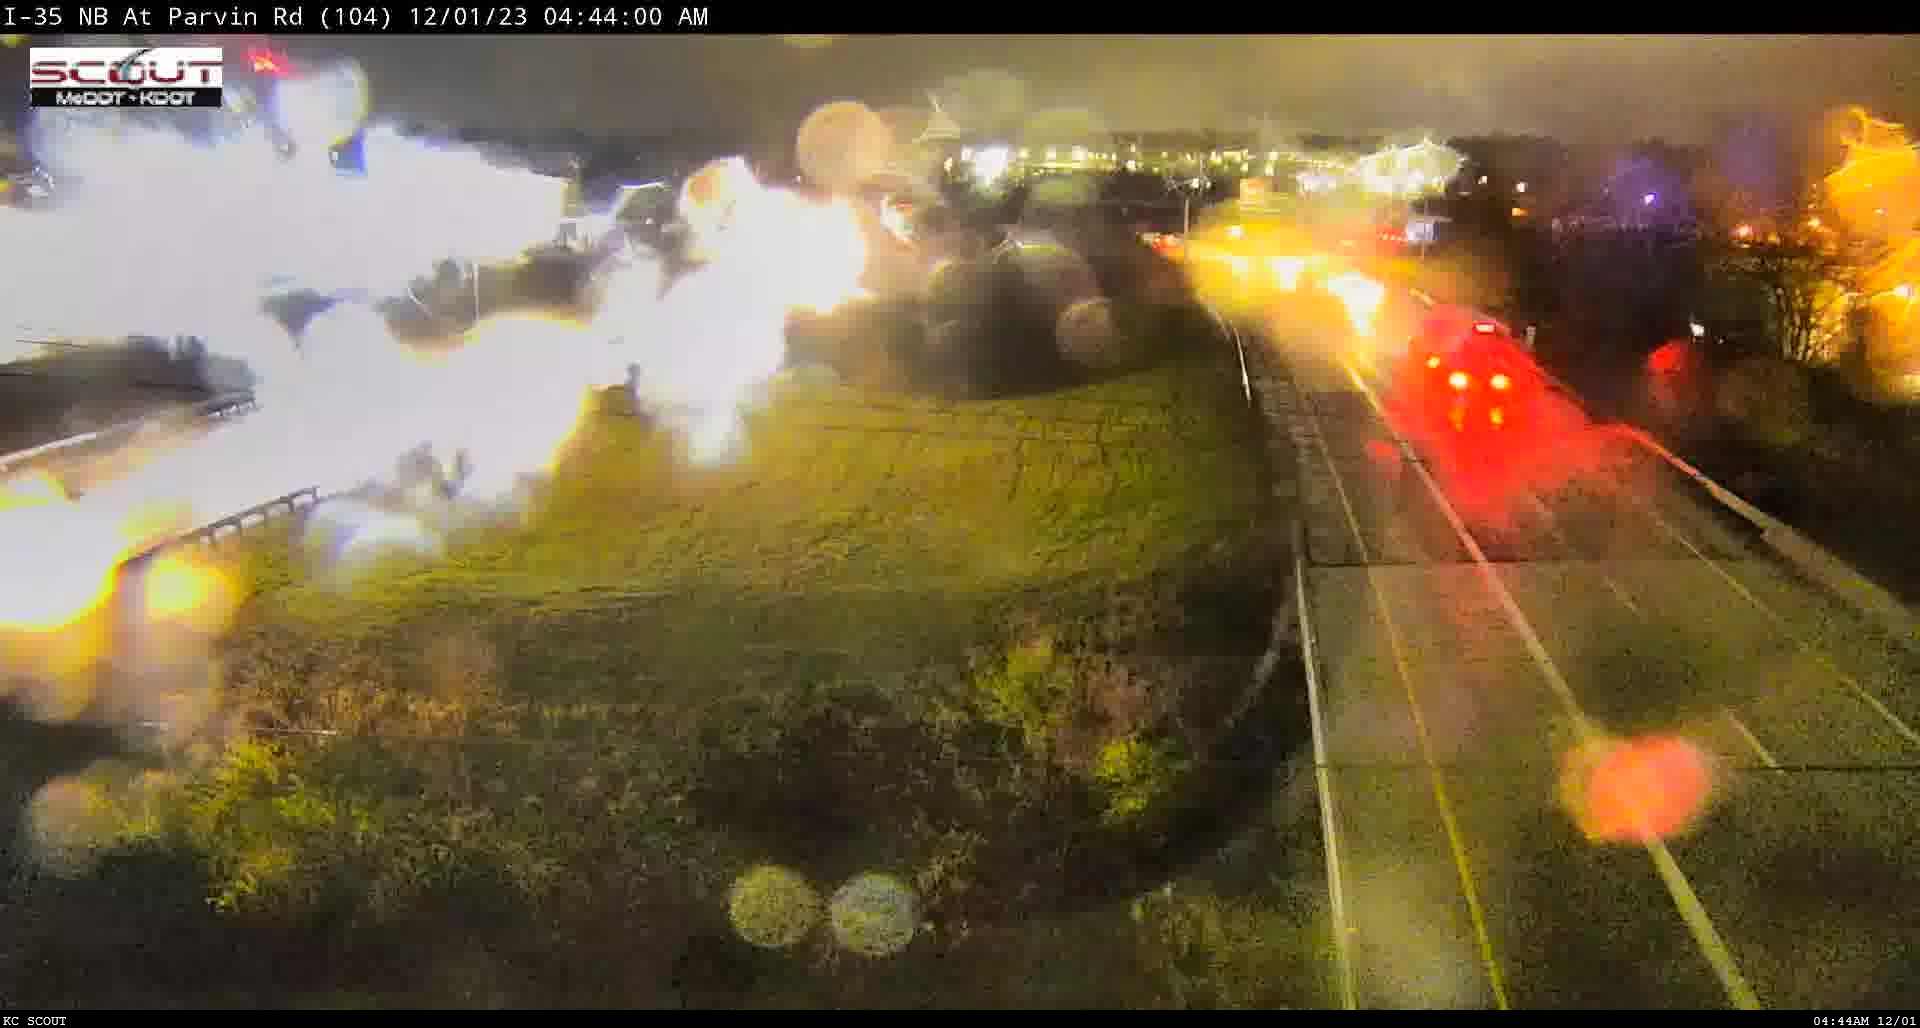 I-35 NB At Parvin Rd (104) 12/01/23 04:44:00 AM
SCOUT
MoDOT - KDOT
KC SCOUT
04:44AM 12/01